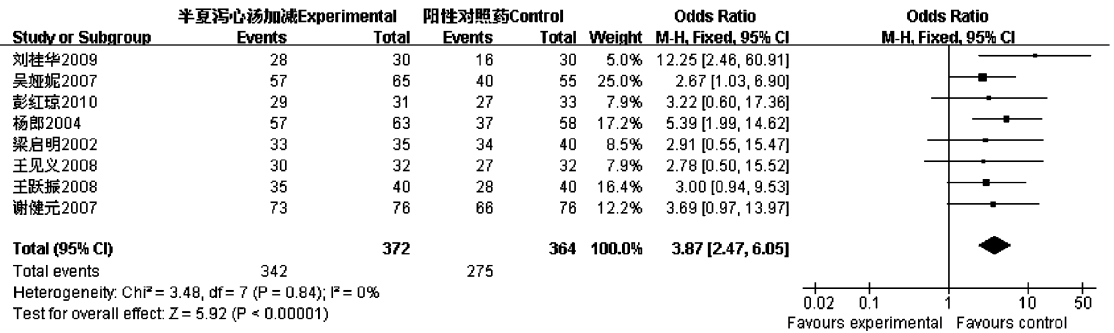 半夏泻心汤加减Experimental 阳性对照药Control Odds Ratio Odds Ratio
Study or Subgroup Events Total Events Total Weight M-H, Fixed, 95% CI M-H, Fixed, 95% CI
刘桂华2009 28 30 16 30 5.0% 12.25 [2.46, 60.91]
吴娅妮2007 57 65 40 55 25.0% 2.67 [1.03, 6.90]
彭红琼2010 29 31 27 33 7.9% 3.22 [0.60, 17.36]
杨郎2004 57 63 37 58 17.2% 5.39 [1.99, 14.62]
梁启明2002 33 35 34 40 8.5% 2.91 [0.55, 15.47]
王见义2008 30 32 27 32 7.9% 2.78 [0.50, 15.52]
王跃振2008 35 40 28 40 16.4% 3.00 [0.94, 9.53]
谢健元2007 73 76 66 76 12.2% 3.69 [0.97, 13.97]
Total (95% CI) 372 364 100.0% 3.87 [2.47, 6.05]
Total events 342 275
Heterogeneity: Chi² = 3.48, df = 7 (P = 0.84); I² = 0%
Test for overall effect: Z = 5.92 (P < 0.00001)
0.02 0.1 1 10 50
Favours experimental Favours control